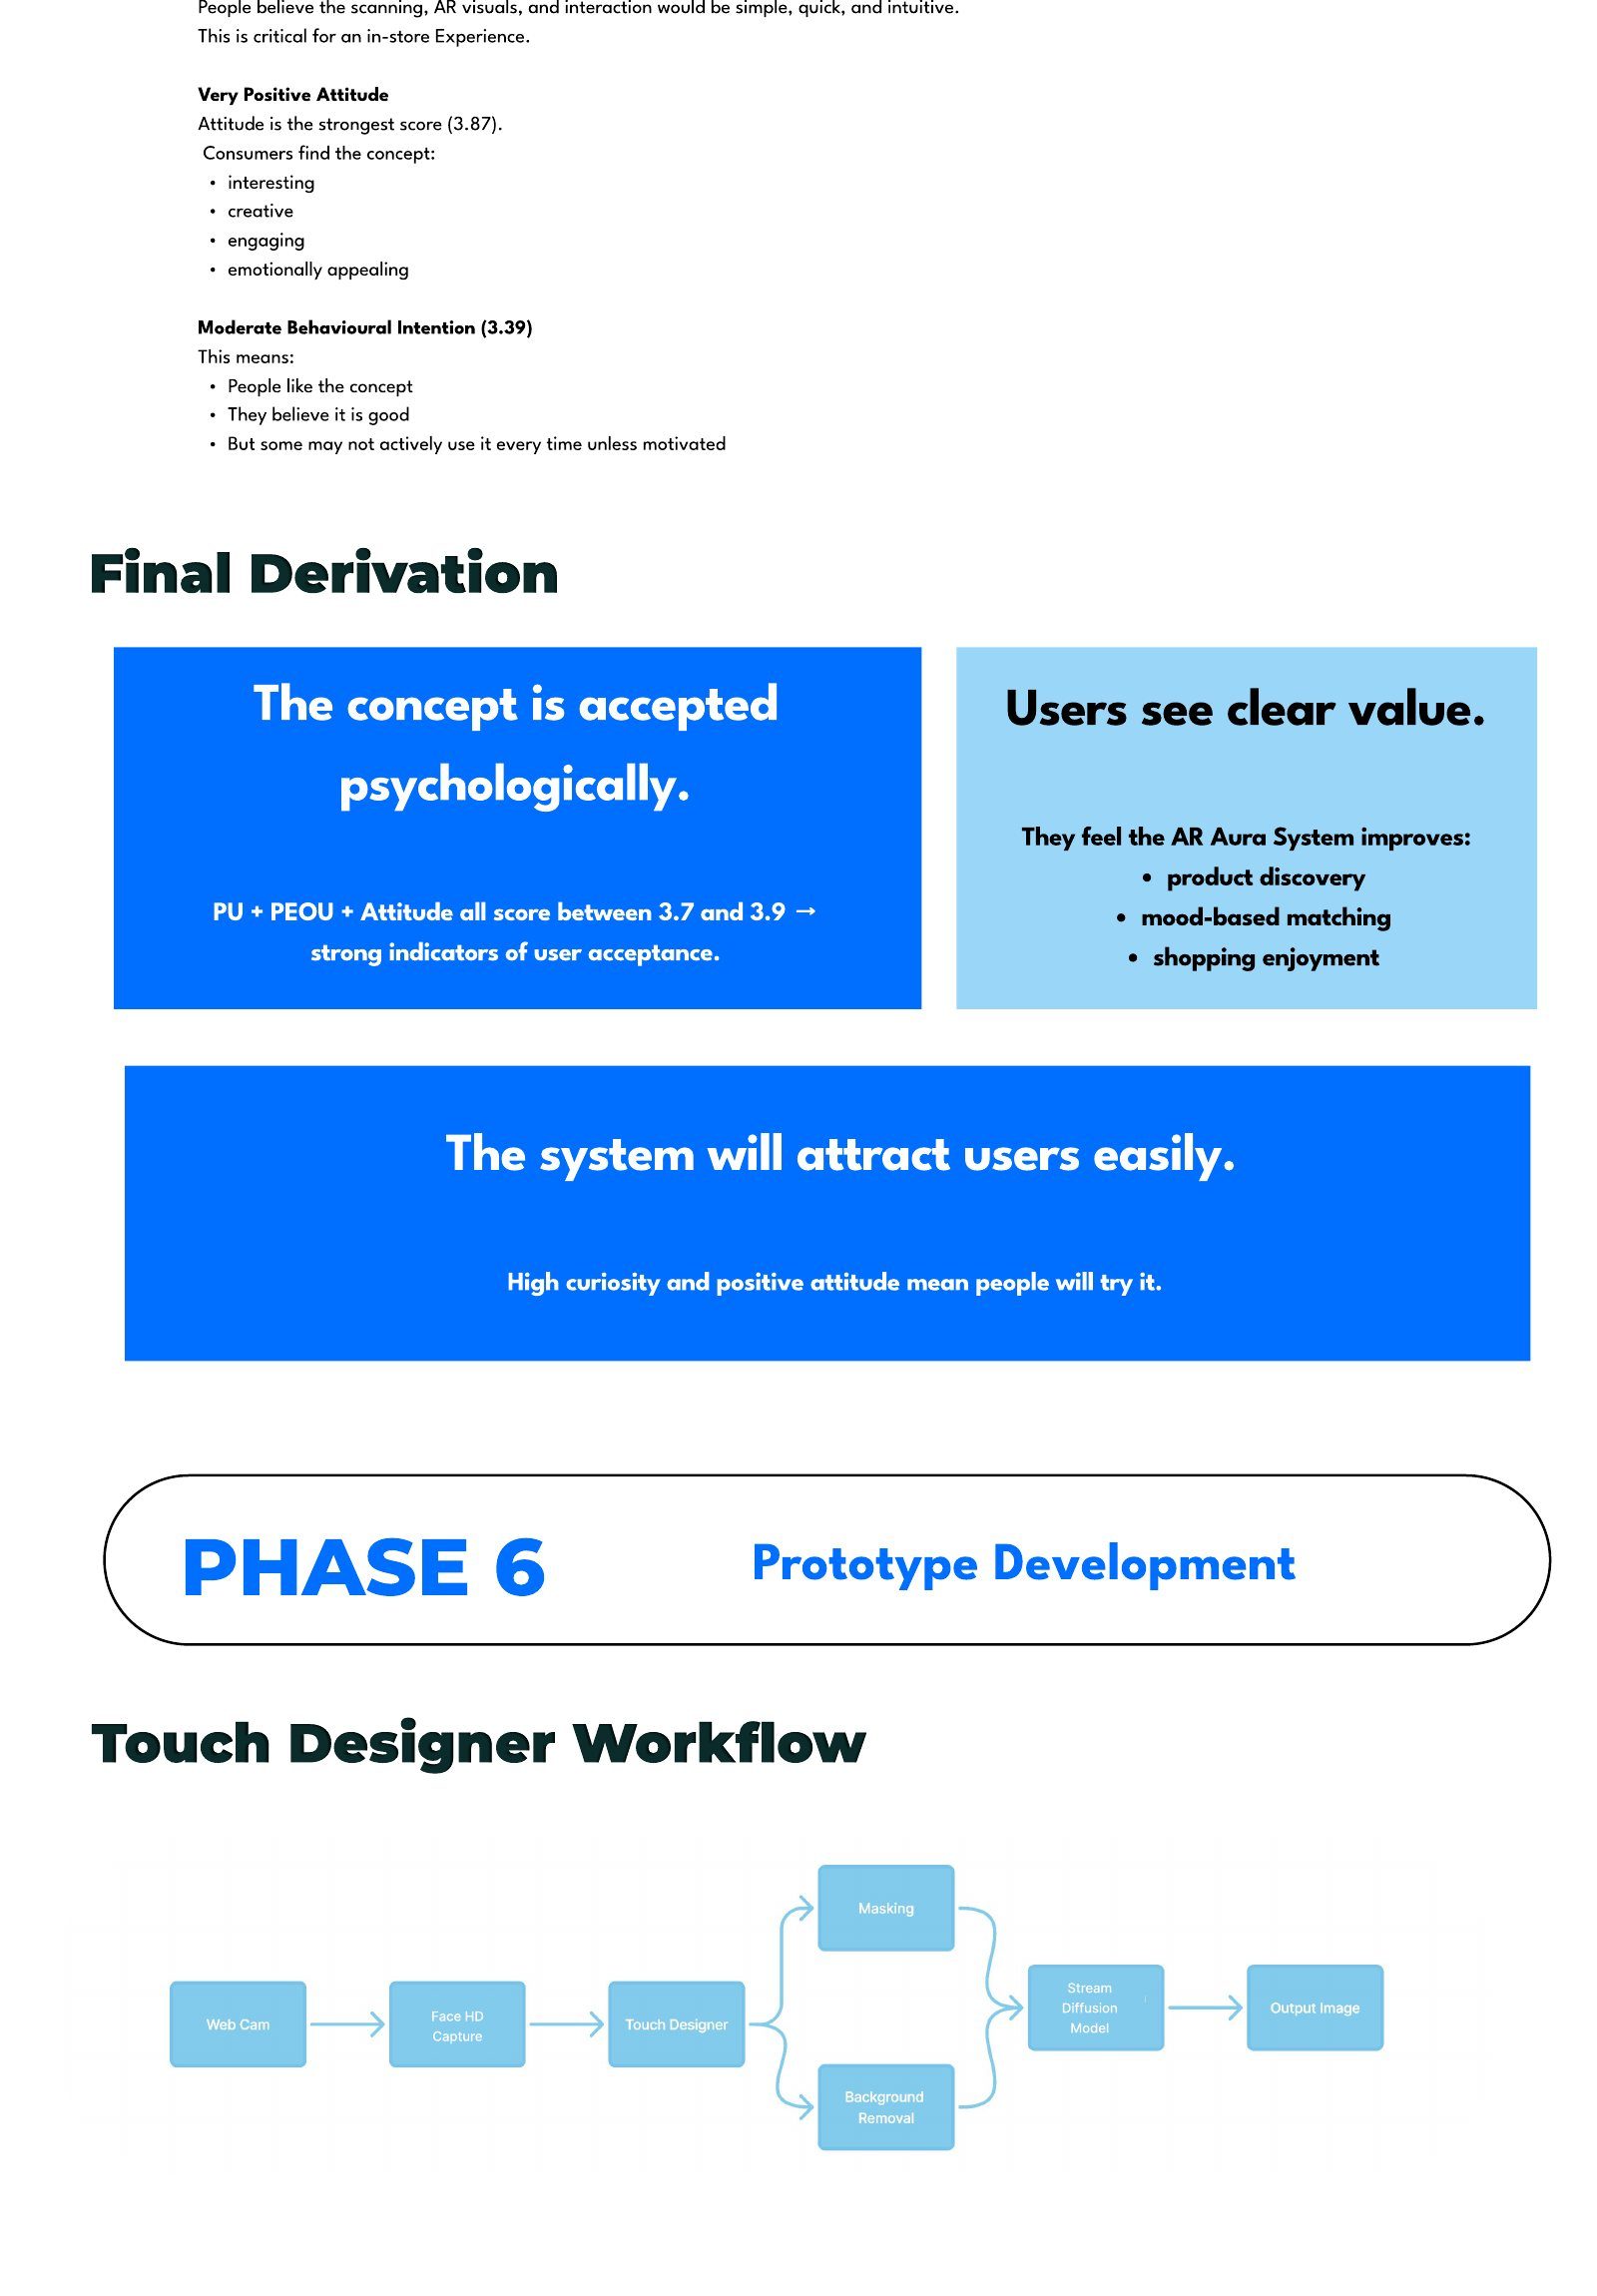 People believe the scanning, AR visuals, and interaction would be simple, quick, and intuitive.
This is critical for an in-store Experience.
Very Positive Attitude
Attitude is the strongest score (3.87).
Consumers find the concept:
• interesting
• creative
• engaging
• emotionally appealing
Moderate Behavioural Intention (3.39)
This means:
• People like the concept
• They believe it is good
• But some may not actively use it every time unless motivated
Final Derivation
The concept is accepted
psychologically.
PU + PEOU + Attitude all score between 3.7 and 3.9 →
strong indicators of user acceptance.
Users see clear value.
They feel the AR Aura System improves:
• product discovery
• mood-based matching
• shopping enjoyment
The system will attract users easily.
High curiosity and positive attitude mean people will try it.
PHASE 6
Prototype Development
Touch Designer Workflow
Web Cam
Face HD
Capture
Touch Designer
Masking
Background
Removal
Stream
Diffusion
Model
Output Image